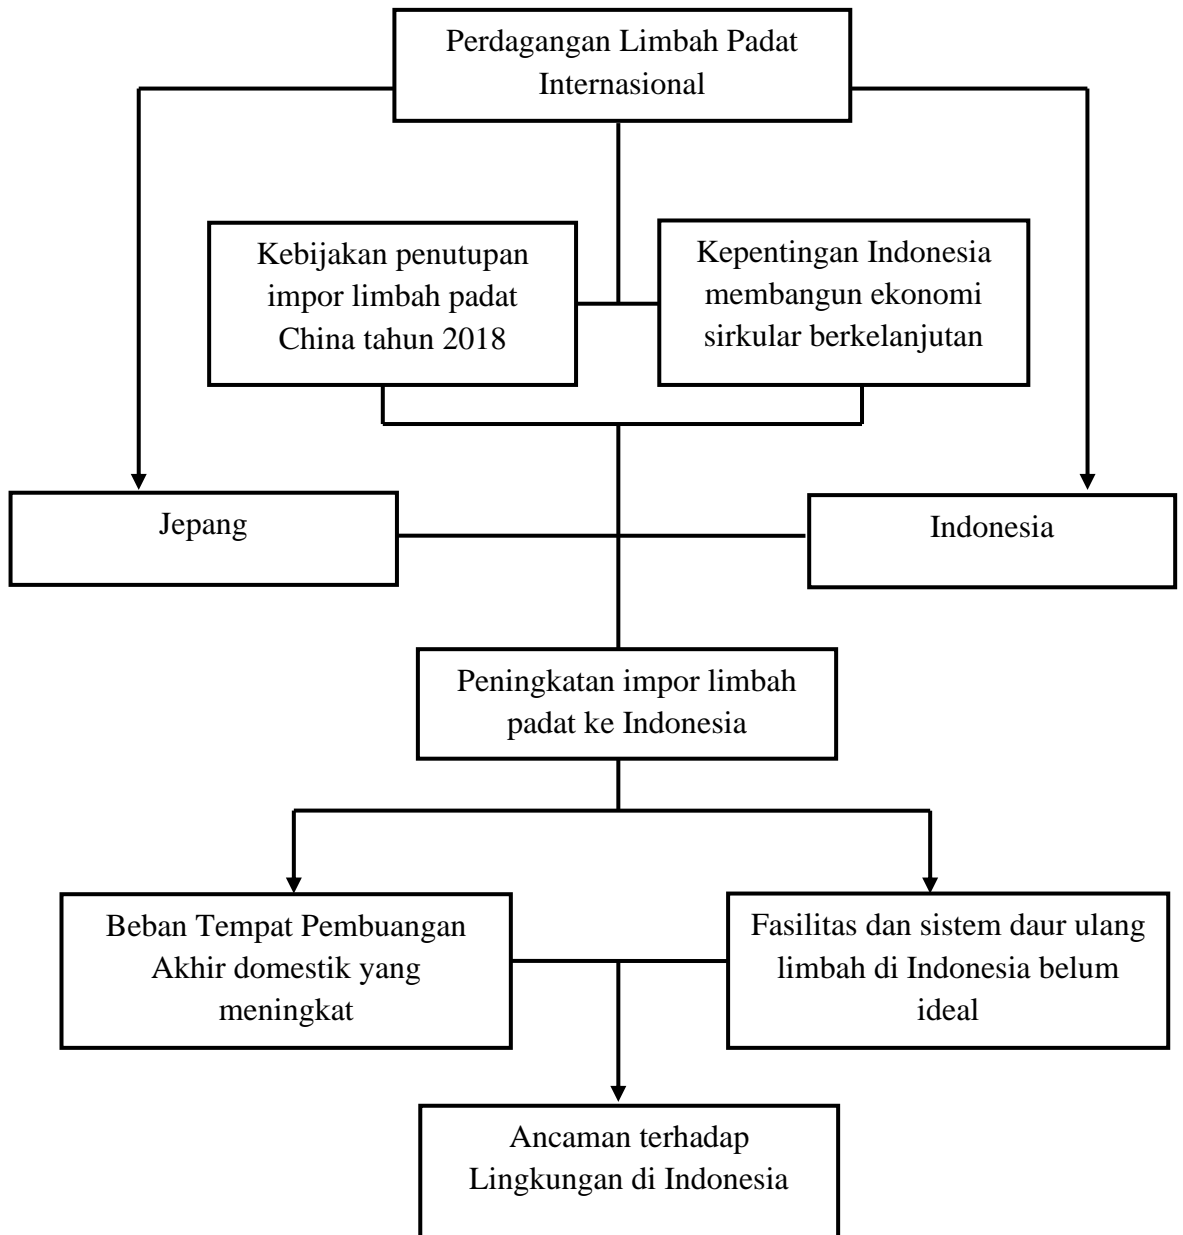 Perdagangan Limbah Padat
Internasional
Kebijakan penutupan
impor limbah padat
China tahun 2018
Kepentingan Indonesia
membangun ekonomi
sirkular berkelanjutan
Jepang
Indonesia
Peningkatan impor limbah
padat ke Indonesia
Beban Tempat Pembuangan
Akhir domestik yang
meningkat
Fasilitas dan sistem daur ulang
limbah di Indonesia belum
ideal
Ancaman terhadap
Lingkungan di Indonesia